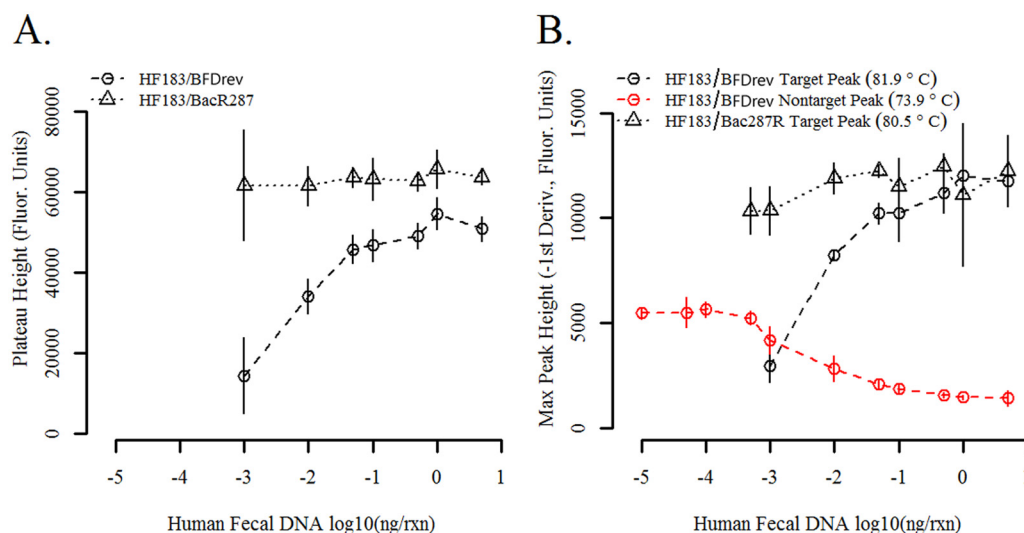 A.
HF183/BFDrev
HF183/BacR287
Plateau Height (Fluor. Units)
80000
60000
40000
20000
0
-5 -4 -3 -2 -1 0 1
Human Fecal DNA log10(ng/rxn)
B.
HF183/BFDrev Target Peak (81.9 ° C)
HF183/BFDrev Nontarget Peak (73.9 ° C)
HF183/Bac287R Target Peak (80.5 ° C)
Max Peak Height (-1st Deriv., Fluor. Units)
15000
10000
5000
0
-5 -4 -3 -2 -1 0
Human Fecal DNA log10(ng/rxn)